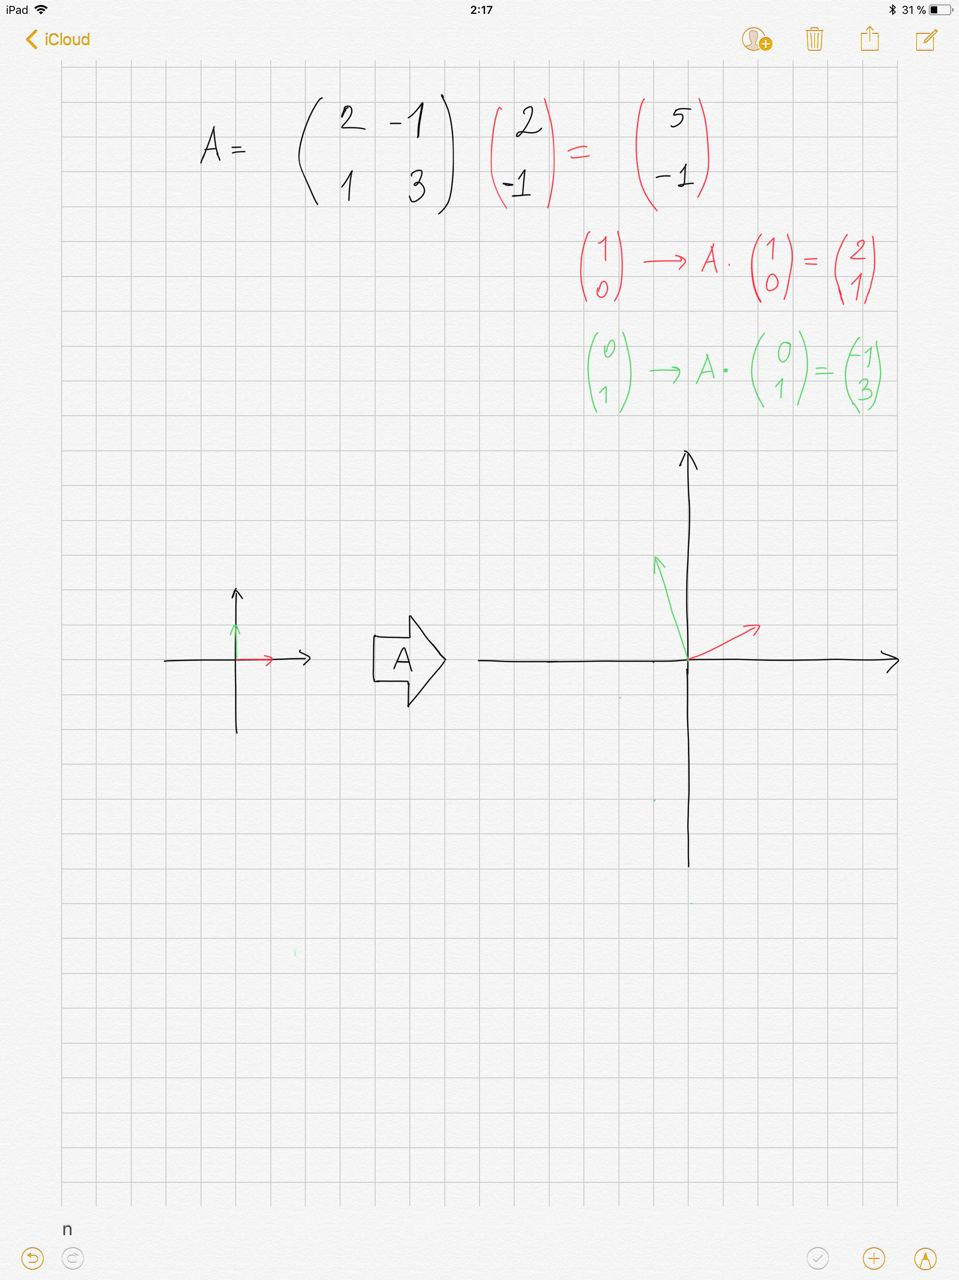 iPad 2:17 31 %
iCloud
A = ( 2 -1 ) ( 2 ) = ( 5 )
( 1 3 ) ( -1 ) ( -1 )
( 1 ) → A · ( 1 ) = ( 2 )
( 0 ) ( 0 ) ( 1 )
( 0 ) → A · ( 0 ) = ( -1 )
( 1 ) ( 1 ) ( 3 )
A
n